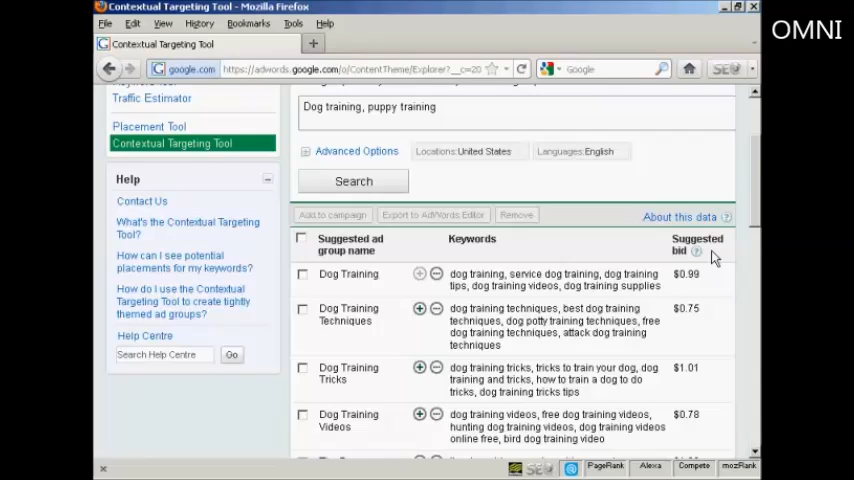 Contextual Targeting Tool - Mozilla Firefox
OMNI
File Edit View History Bookmarks Tools Help
Contextual Targeting Tool
google.com https://adwords.google.com/o/ContentTheme/Explorer?__c=20 Google SEO
Traffic Estimator
Placement Tool
Contextual Targeting Tool
Help
Contact Us
What's the Contextual Targeting
Tool?
How can I see potential
placements for my keywords?
How do I use the Contextual
Targeting Tool to create tightly
themed ad groups?
Help Centre
Search Help Centre Go
Dog training, puppy training
Advanced Options Locations:United States Languages:English
Search
Add to campaign Export to AdWords Editor Remove About this data ?
Suggested ad
group name
Keywords
Suggested
bid ?
Dog Training
dog training, service dog training, dog training
tips, dog training videos, dog training supplies
$0.99
Dog Training
Techniques
dog training techniques, best dog training
techniques, dog potty training techniques, free
dog training techniques, attack dog training
techniques
$0.75
Dog Training
Tricks
dog training tricks, tricks to train your dog, dog
training and tricks, how to train a dog to do
tricks, dog training tricks tips
$1.01
Dog Training
Videos
dog training videos, free dog training videos,
hunting dog training videos, dog training videos
online free, bird dog training video
$0.78
SEO PageRank Alexa Compete mozRank